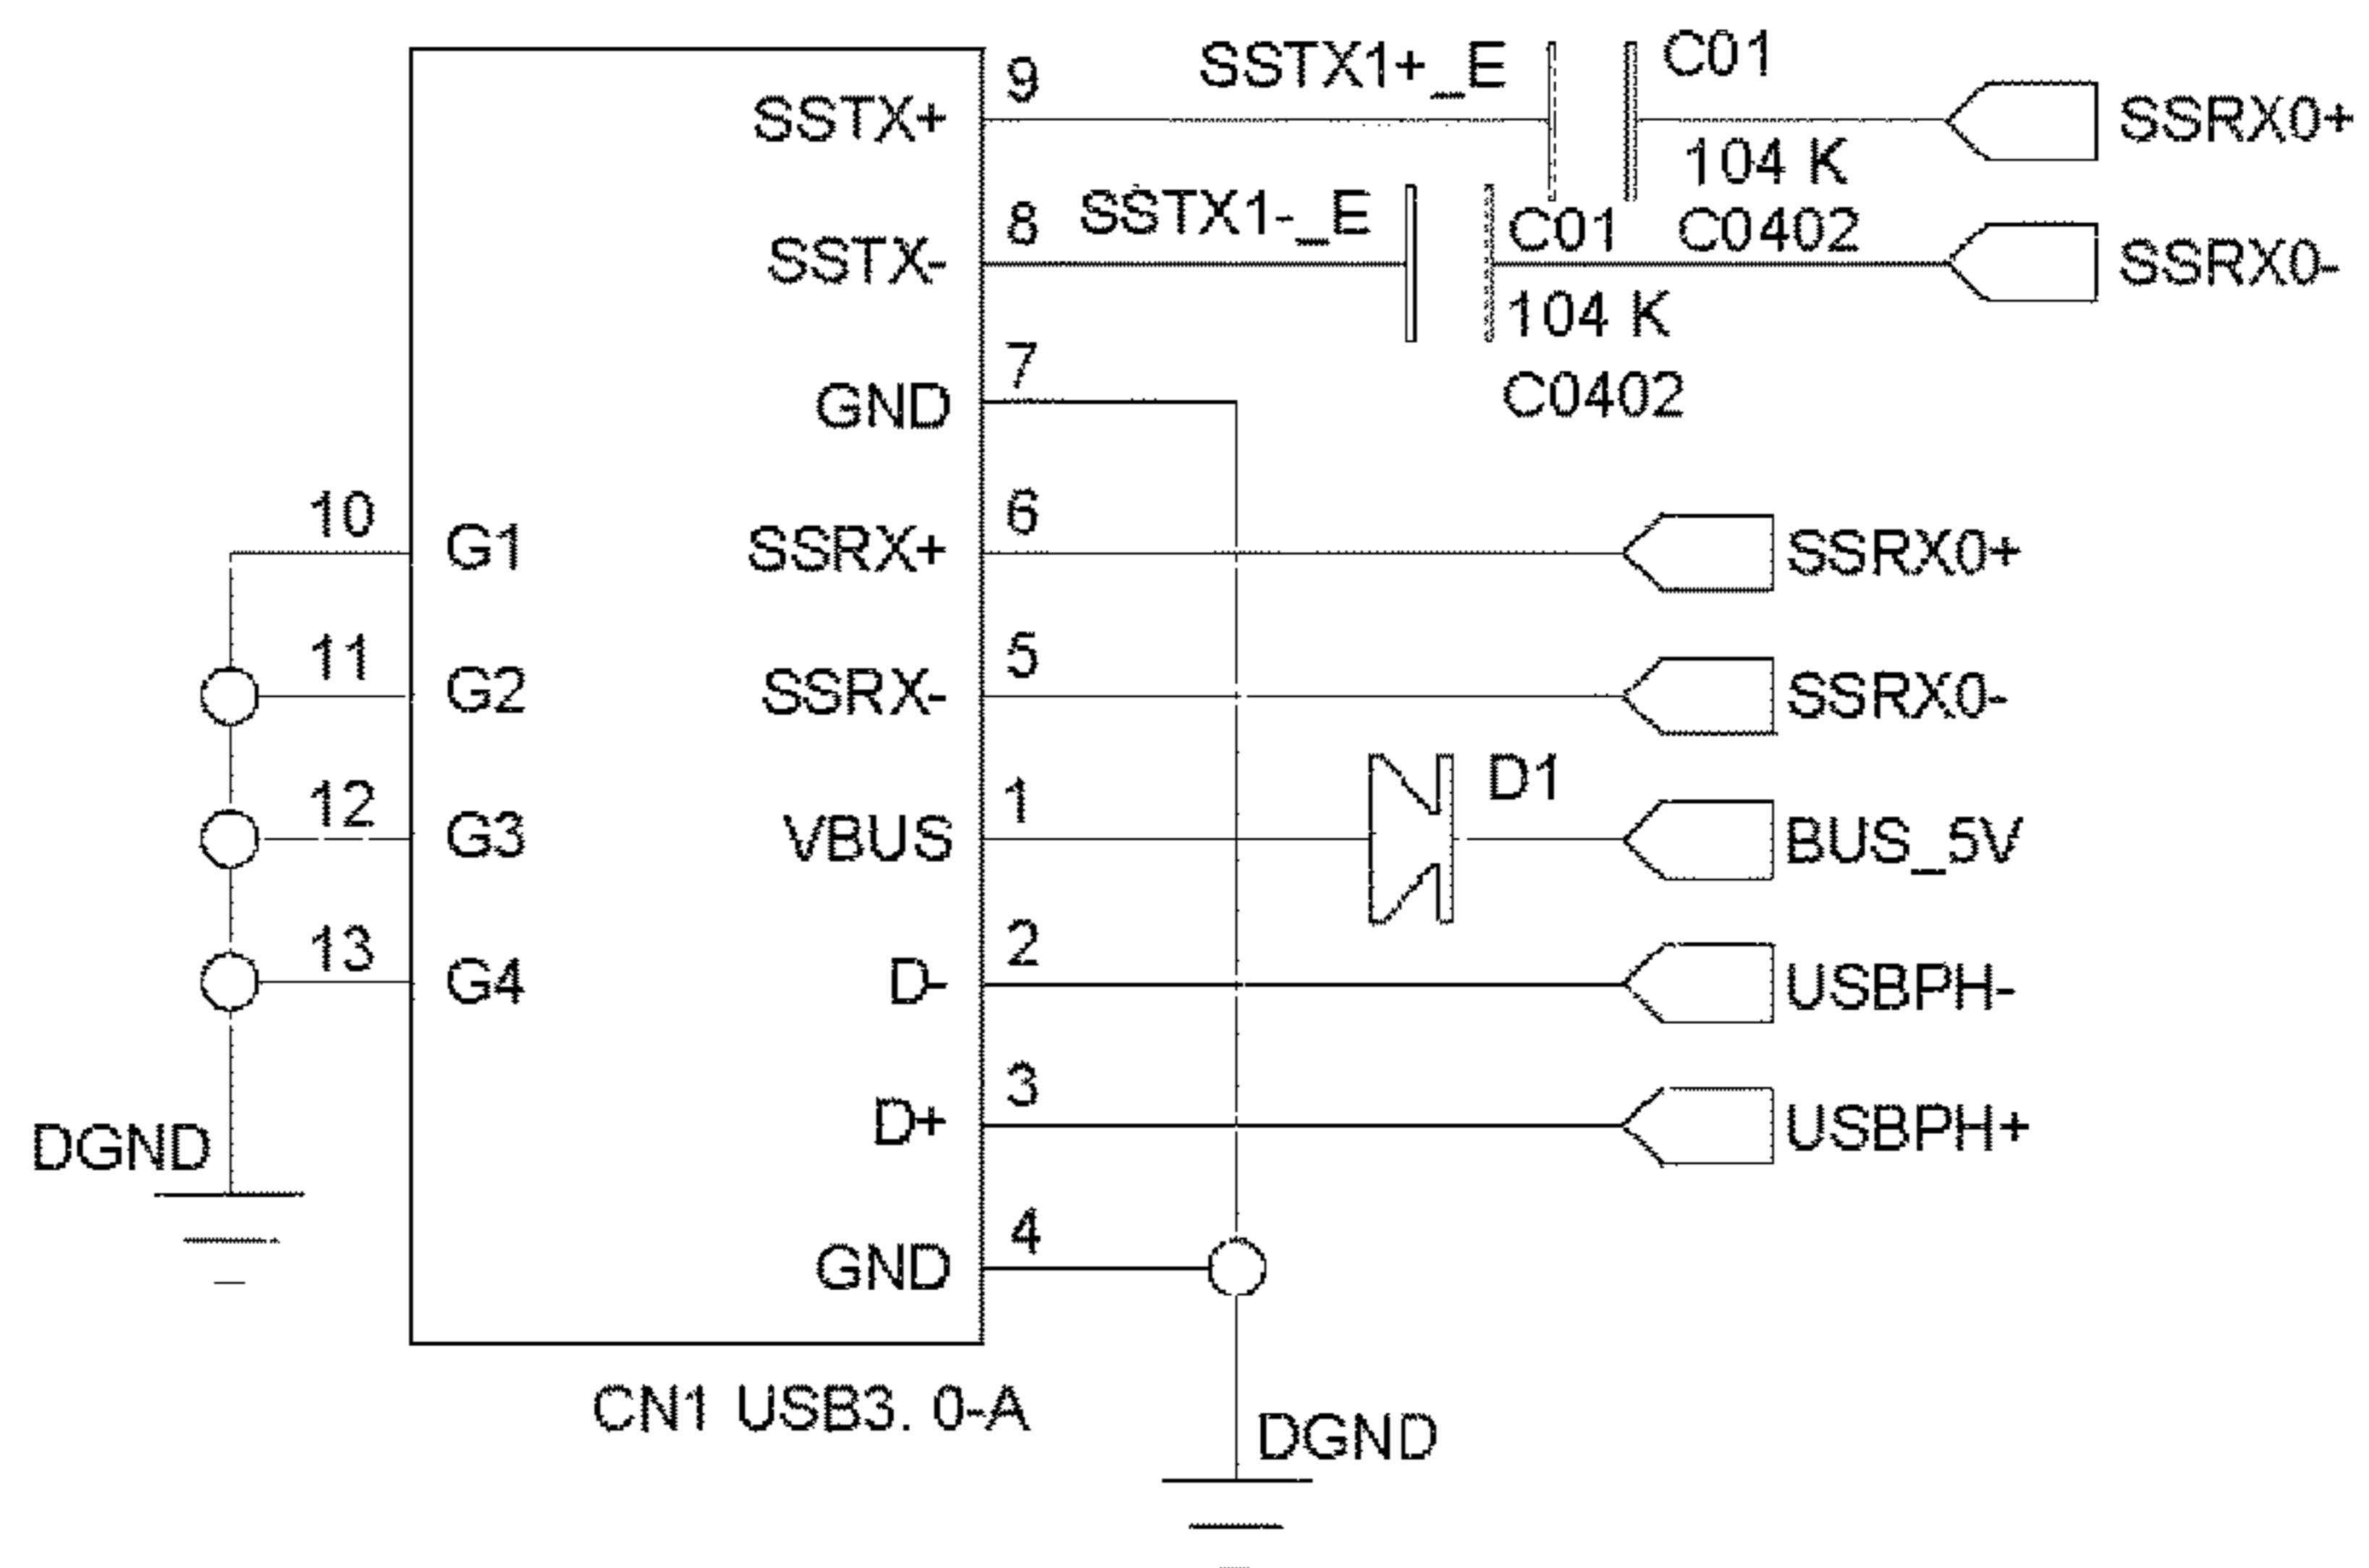 9 SSTX1+_E C01
SSTX+ SSRX0+
104 K
8 SSTX1-_E C01 C0402
SSTX- SSRX0-
104 K
7
GND C0402
10 6
G1 SSRX+ SSRX0+
11 5
G2 SSRX- SSRX0-
12 1 D1
G3 VBUS BUS_5V
13 2
G4 D- USBPH-
3
D+ USBPH+
DGND
4
GND
CN1 USB3. 0-A
DGND